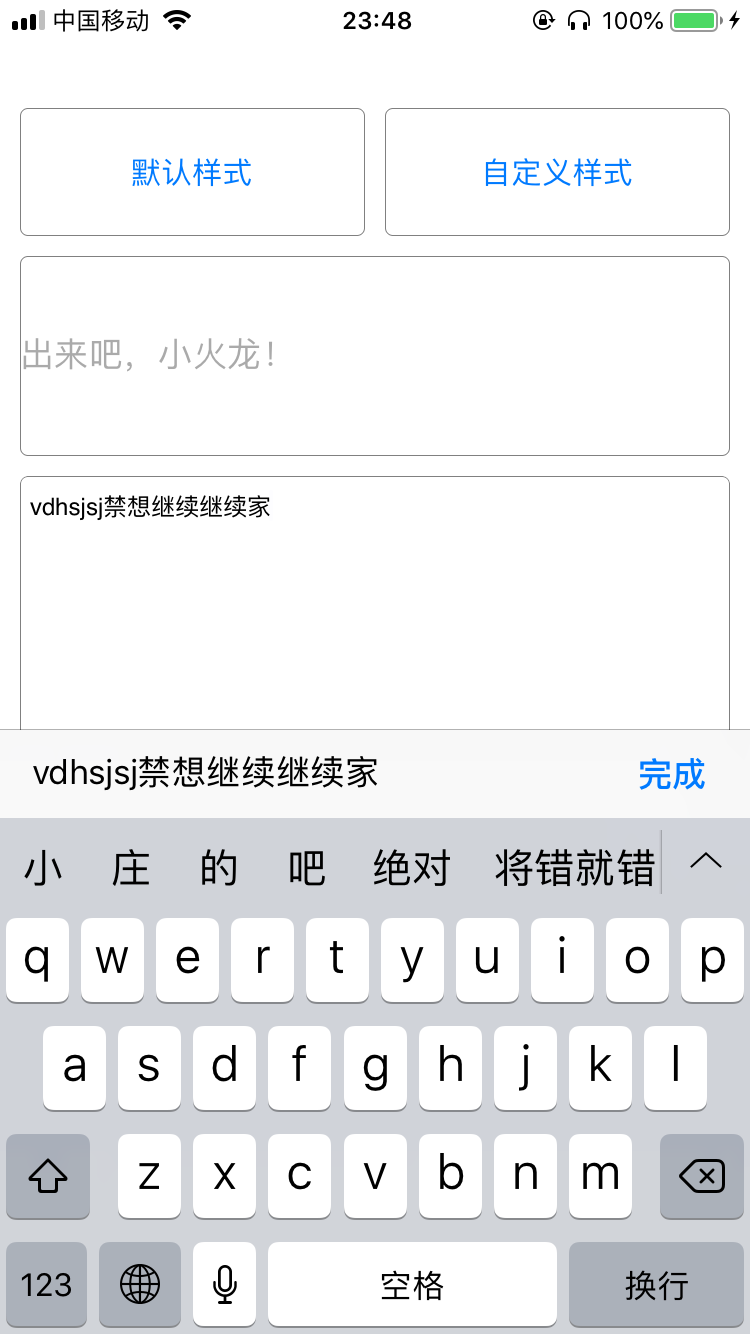 中国移动 23:48 100%
默认样式 自定义样式
出来吧，小火龙！
vdhsjsj禁想继续继续家
vdhsjsj禁想继续继续家 完成
小 庄 的 吧 绝对 将错就错
q w e r t y u i o p
a s d f g h j k l
z x c v b n m
123 空格 换行